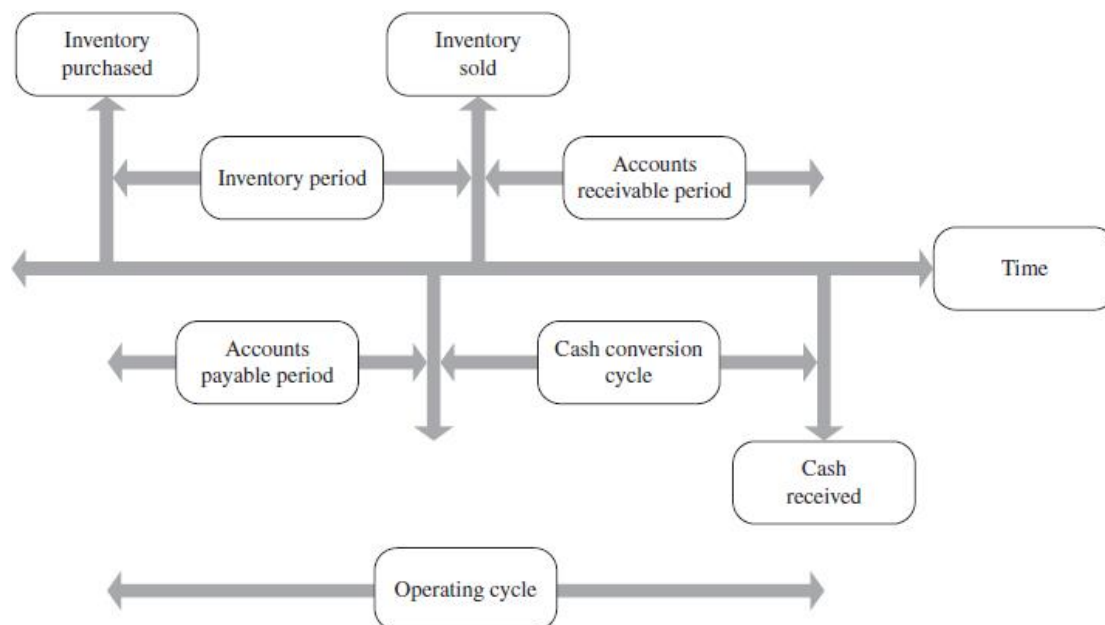 Inventory
purchased
Inventory
sold
Inventory period
Accounts
receivable period
Time
Accounts
payable period
Cash conversion
cycle
Cash
received
Operating cycle